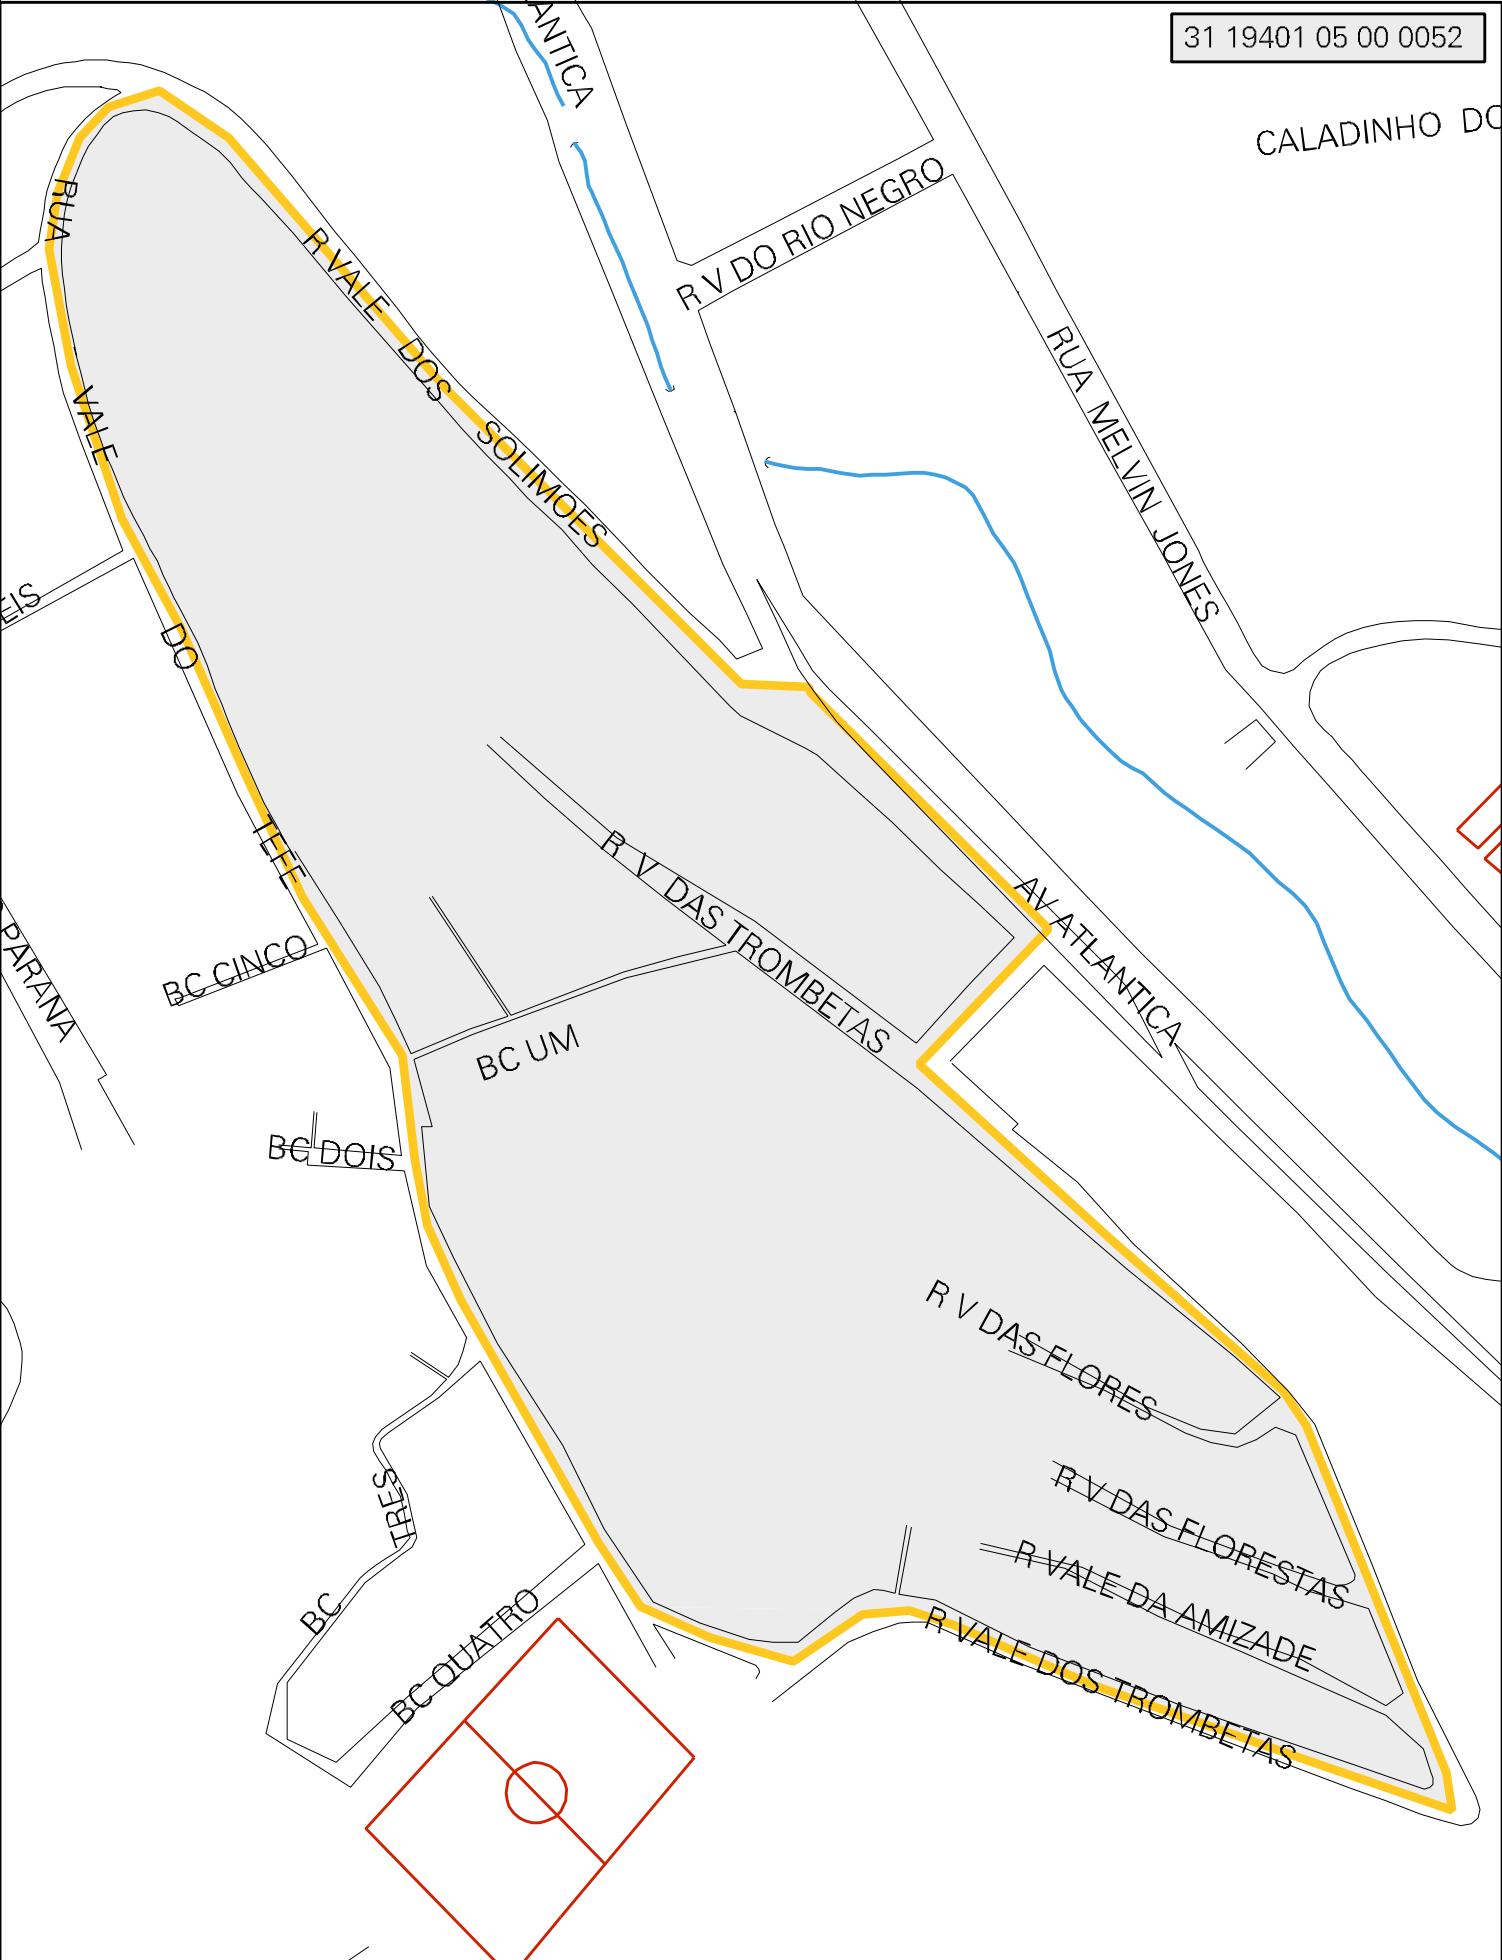 31 19401 05 00 0052
ANTICA
CALADINHO DO
R V DO RIO NEGRO
RUA VALE DO TEFE
R VALE DOS SOLIMOES
RUA MELVIN JONES
EIS
R V DAS TROMBETAS
AV ATLANTICA
PARANA
BC CINCO
BC UM
BC DOIS
R V DAS FLORES
BC TRES
R V DAS FLORESTAS
R VALE DA AMIZADE
BC QUATRO
R VALE DOS TROMBETAS